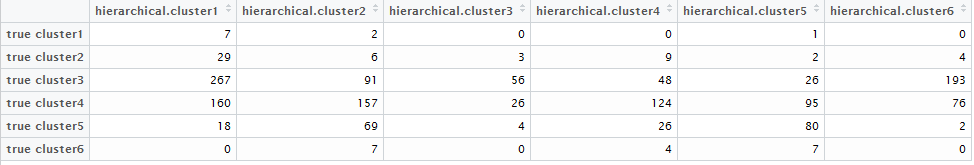 hierarchical.cluster1 hierarchical.cluster2 hierarchical.cluster3 hierarchical.cluster4 hierarchical.cluster5 hierarchical.cluster6
true cluster1 7 2 0 0 1 0
true cluster2 29 6 3 9 2 4
true cluster3 267 91 56 48 26 193
true cluster4 160 157 26 124 95 76
true cluster5 18 69 4 26 80 2
true cluster6 0 7 0 4 7 0